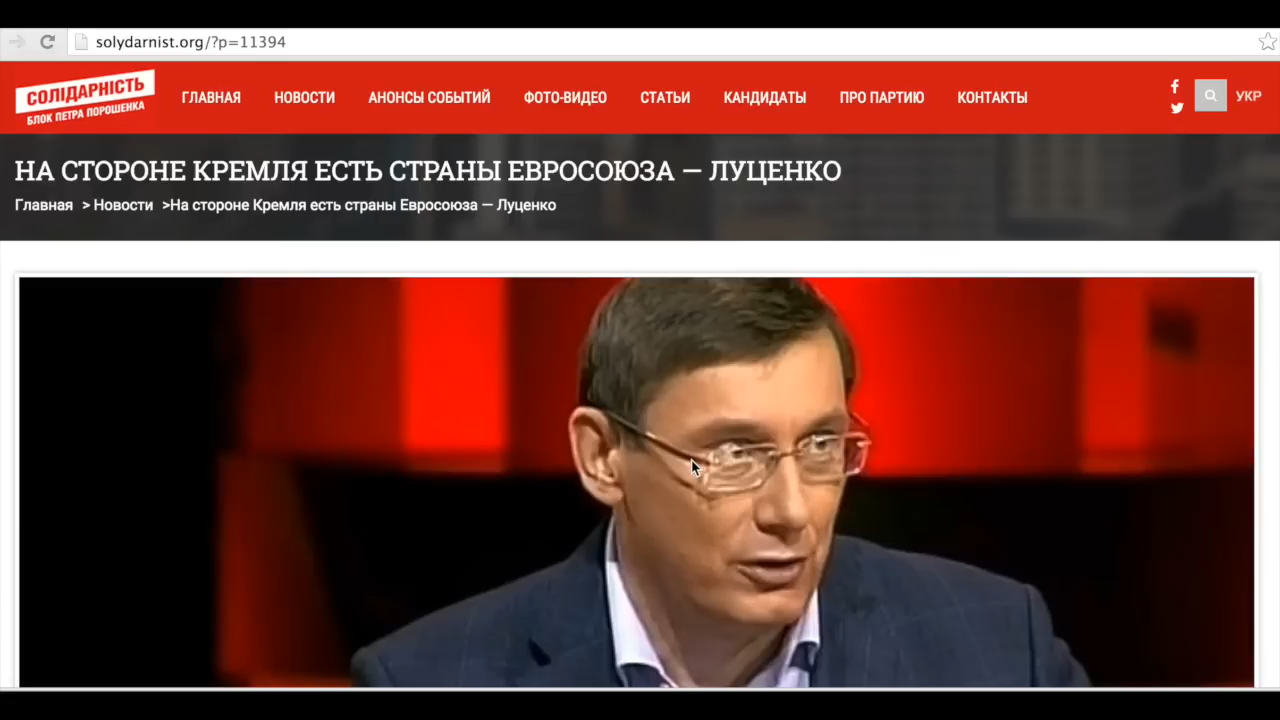 solydarnist.org/?p=11394
СОЛІДАРНІСТЬ
БЛОК ПЕТРА ПОРОШЕНКА
ГЛАВНАЯ НОВОСТИ АНОНСЫ СОБЫТИЙ ФОТО-ВИДЕО СТАТЬИ КАНДИДАТЫ ПРО ПАРТИЮ КОНТАКТЫ УКР
НА СТОРОНЕ КРЕМЛЯ ЕСТЬ СТРАНЫ ЕВРОСОЮЗА — ЛУЦЕНКО
Главная > Новости >На стороне Кремля есть страны Евросоюза — Луценко